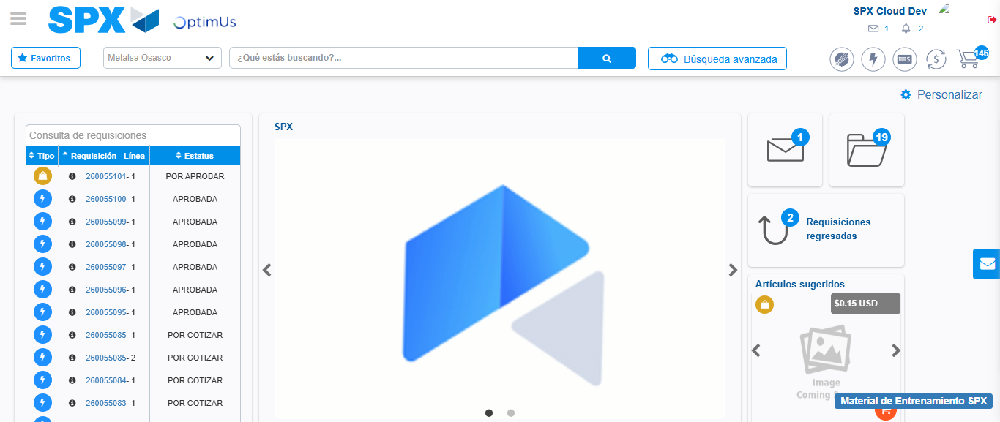 SPX OptimUs
SPX Cloud Dev
1 2
Favoritos
Metalsa Osasco
¿Qué estás buscando?...
Búsqueda avanzada
146
Personalizar
Consulta de requisiciones
Tipo Requisición - Línea Estatus
260055101- 1 POR APROBAR
260055100- 1 APROBADA
260055099- 1 APROBADA
260055098- 1 APROBADA
260055097- 1 APROBADA
260055096- 1 APROBADA
260055095- 1 APROBADA
260055085- 1 POR COTIZAR
260055085- 2 POR COTIZAR
260055084- 1 POR COTIZAR
260055083- 1 POR COTIZAR
SPX
1
19
2
Requisiciones
regresadas
Artículos sugeridos
$0.15 USD
Image
Coming
Material de Entrenamiento SPX